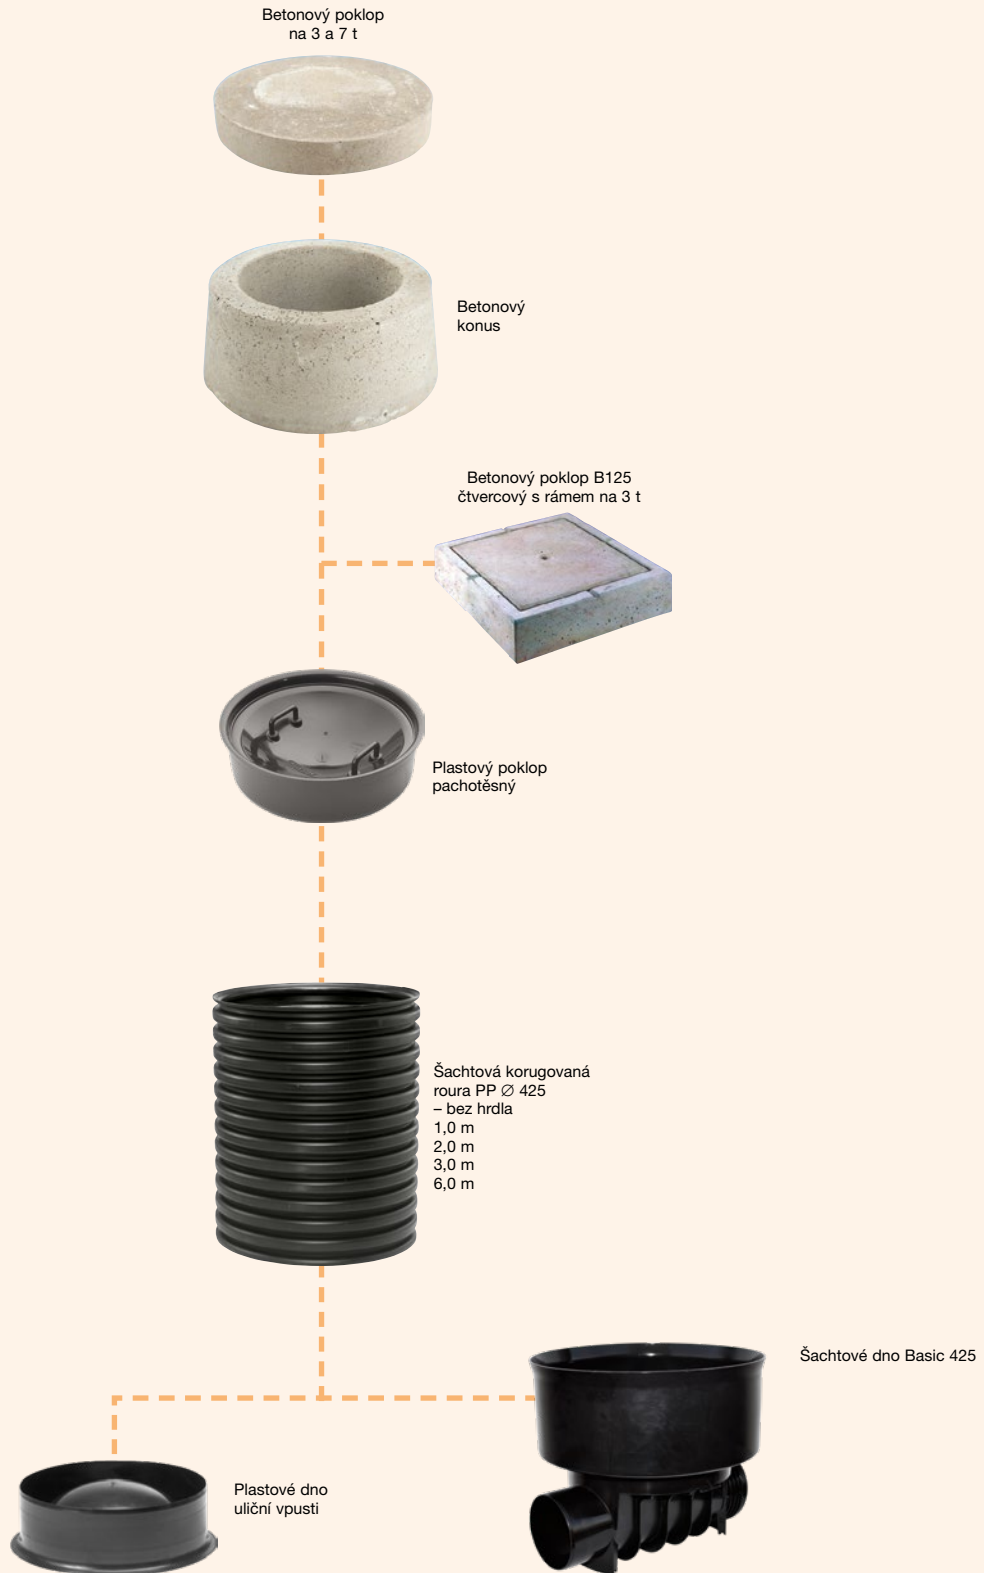 Betonový poklop
na 3 a 7 t
Betonový
konus
Betonový poklop B125
čtvercový s rámem na 3 t
Plastový poklop
pachotěsný
Šachtová korugovaná
roura PP ∅ 425
– bez hrdla
1,0 m
2,0 m
3,0 m
6,0 m
Šachtové dno Basic 425
Plastové dno
uliční vpusti